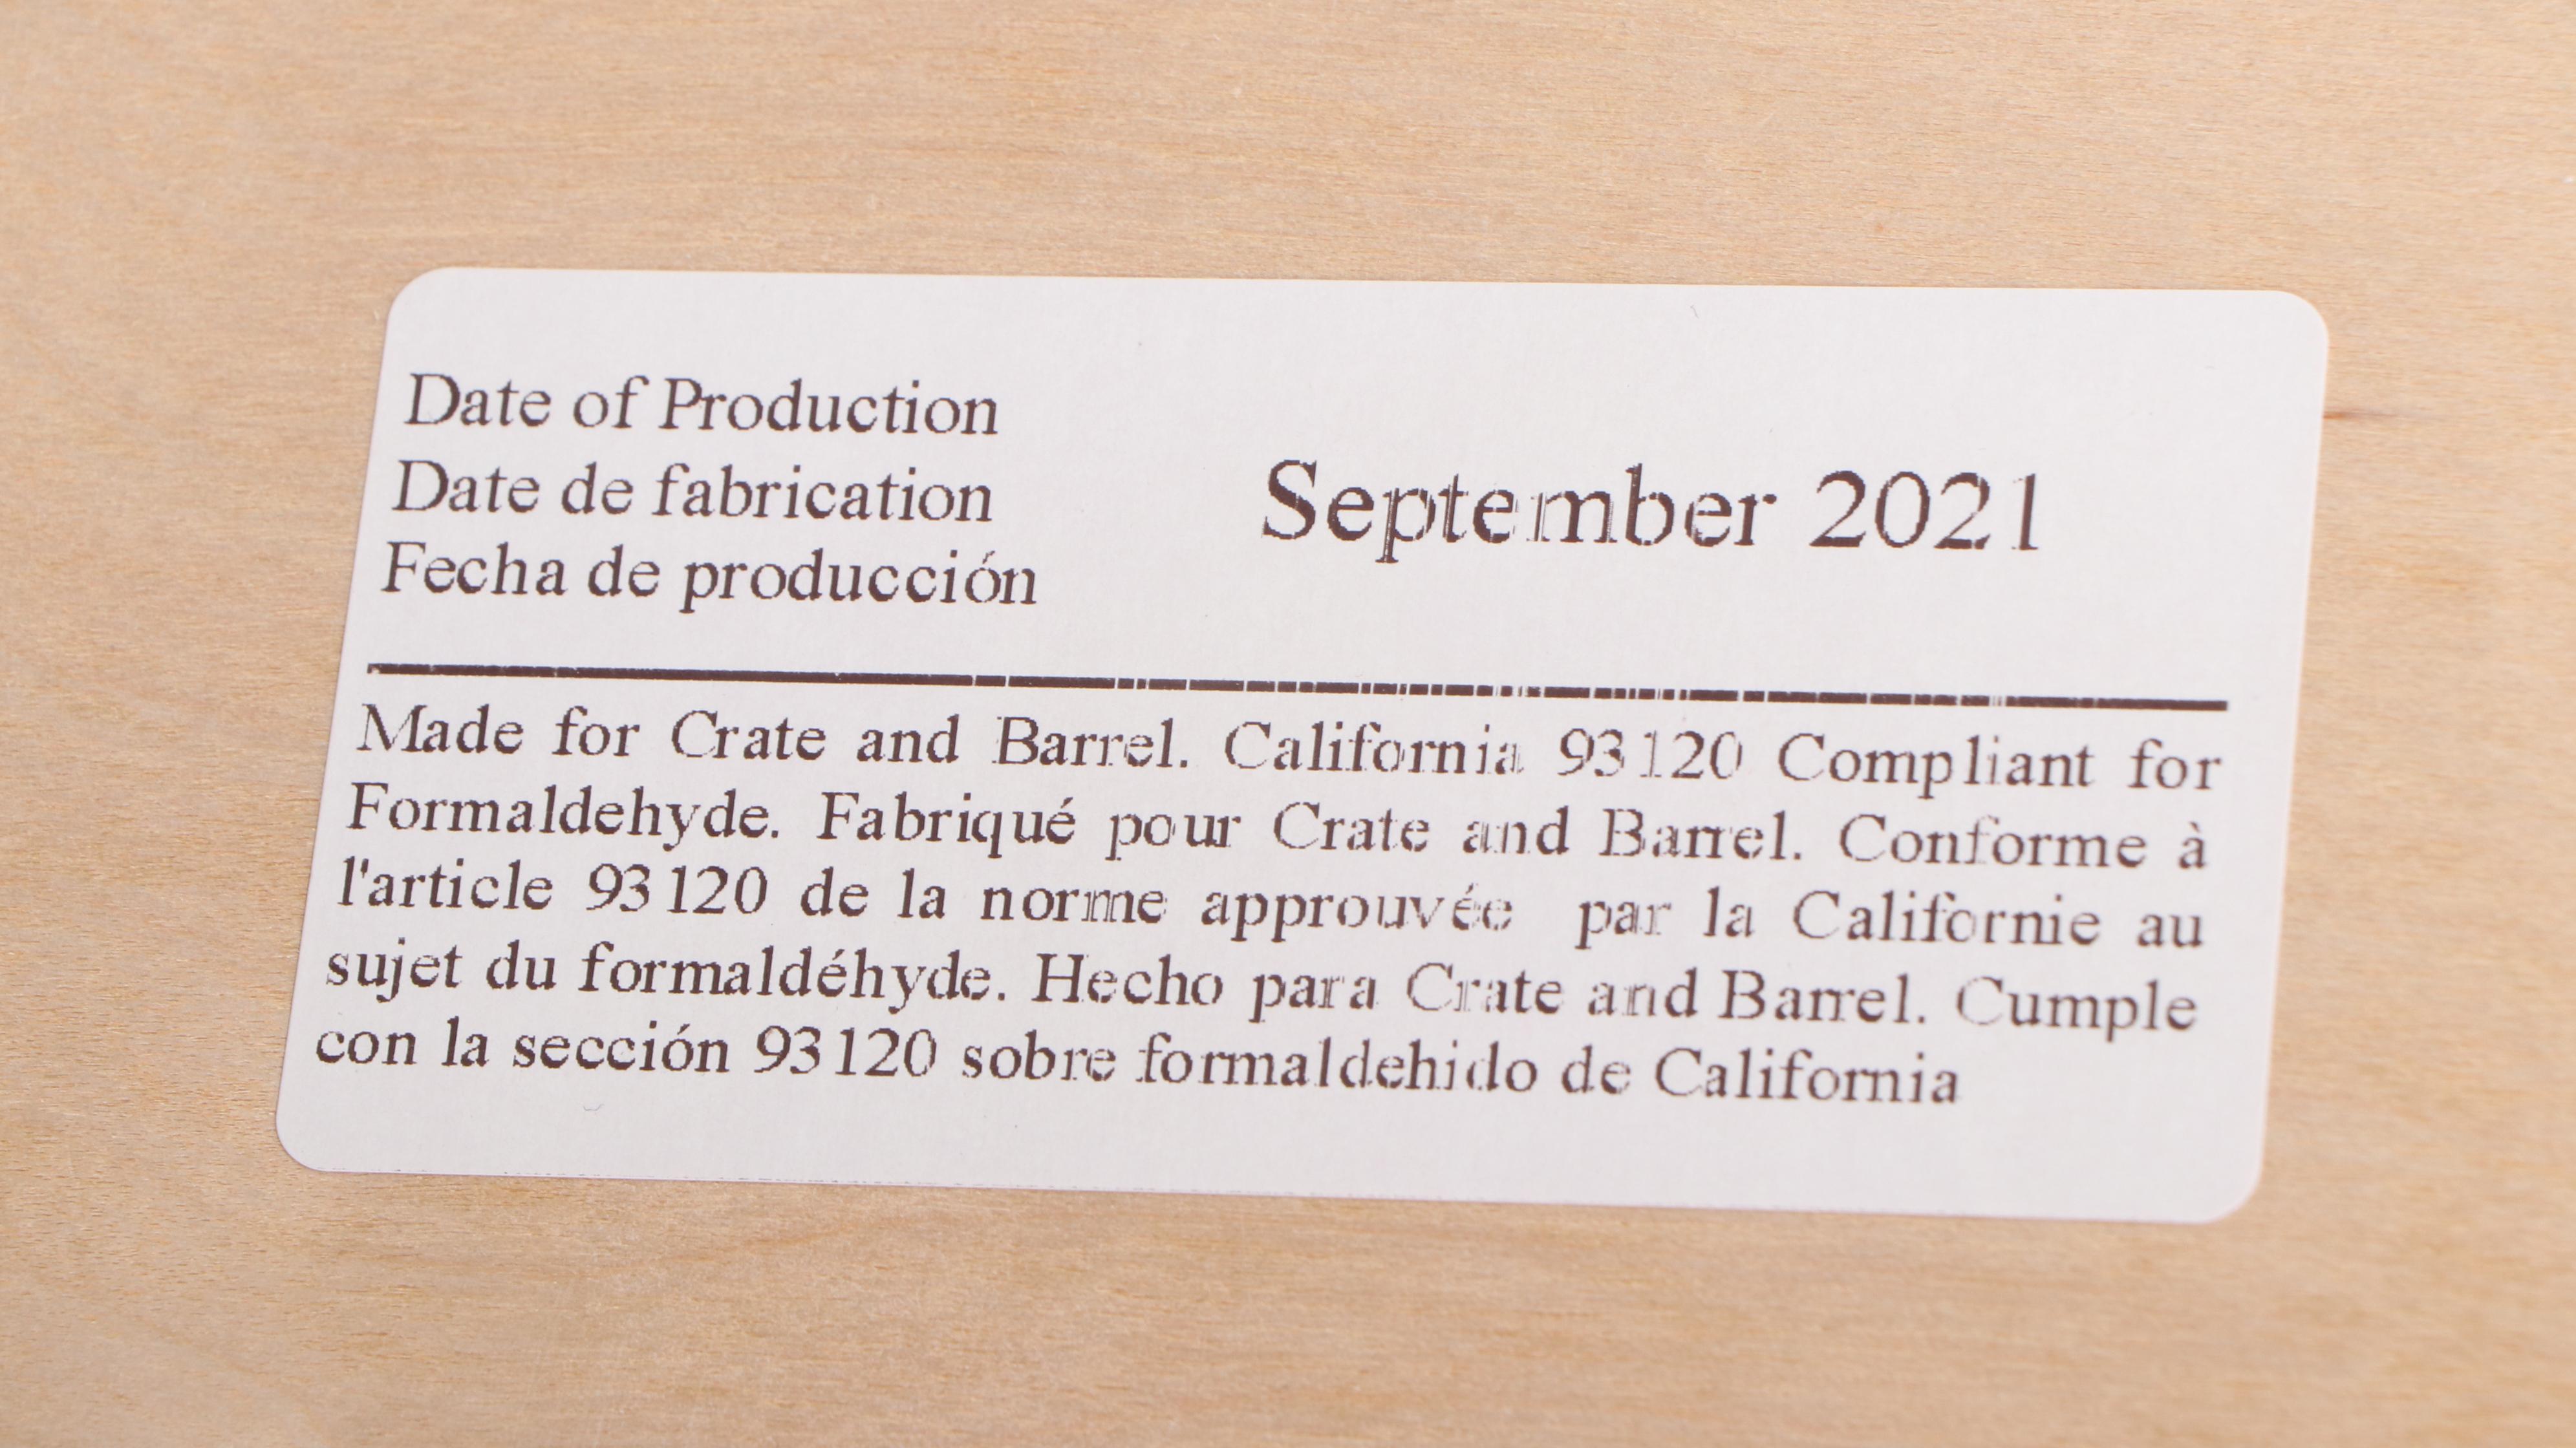 Date of Production
Date de fabrication
Fecha de producción
September 2021
Made for Crate and Barrel. California 93120 Compliant for
Formaldehyde. Fabriqué pour Crate and Barrel. Conforme à
l'article 93120 de la norme approuvée par la Californie au
sujet du formaldéhyde. Hecho para Crate and Barrel. Cumple
con la sección 93120 sobre formaldehido de California